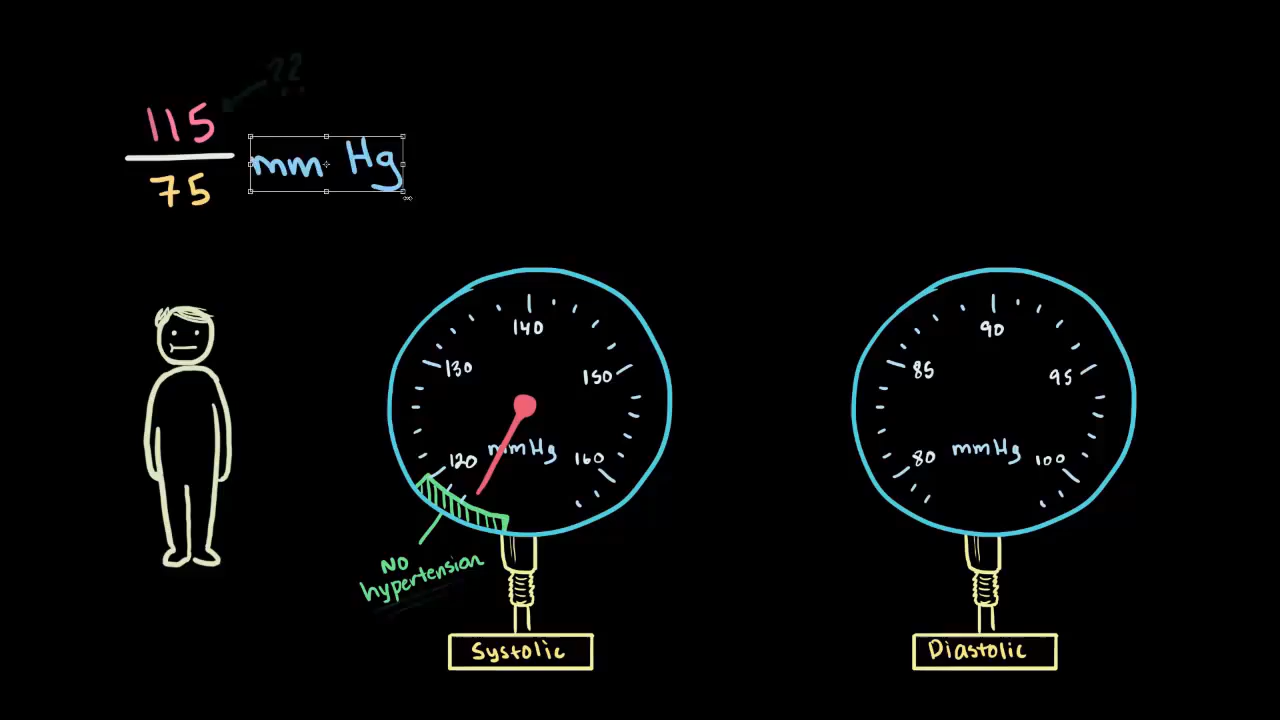 ??
115
75
mm Hg
140
130
150
mmHg
120
160
NO
hypertension
Systolic
90
85
95
mmHg
80
100
Diastolic